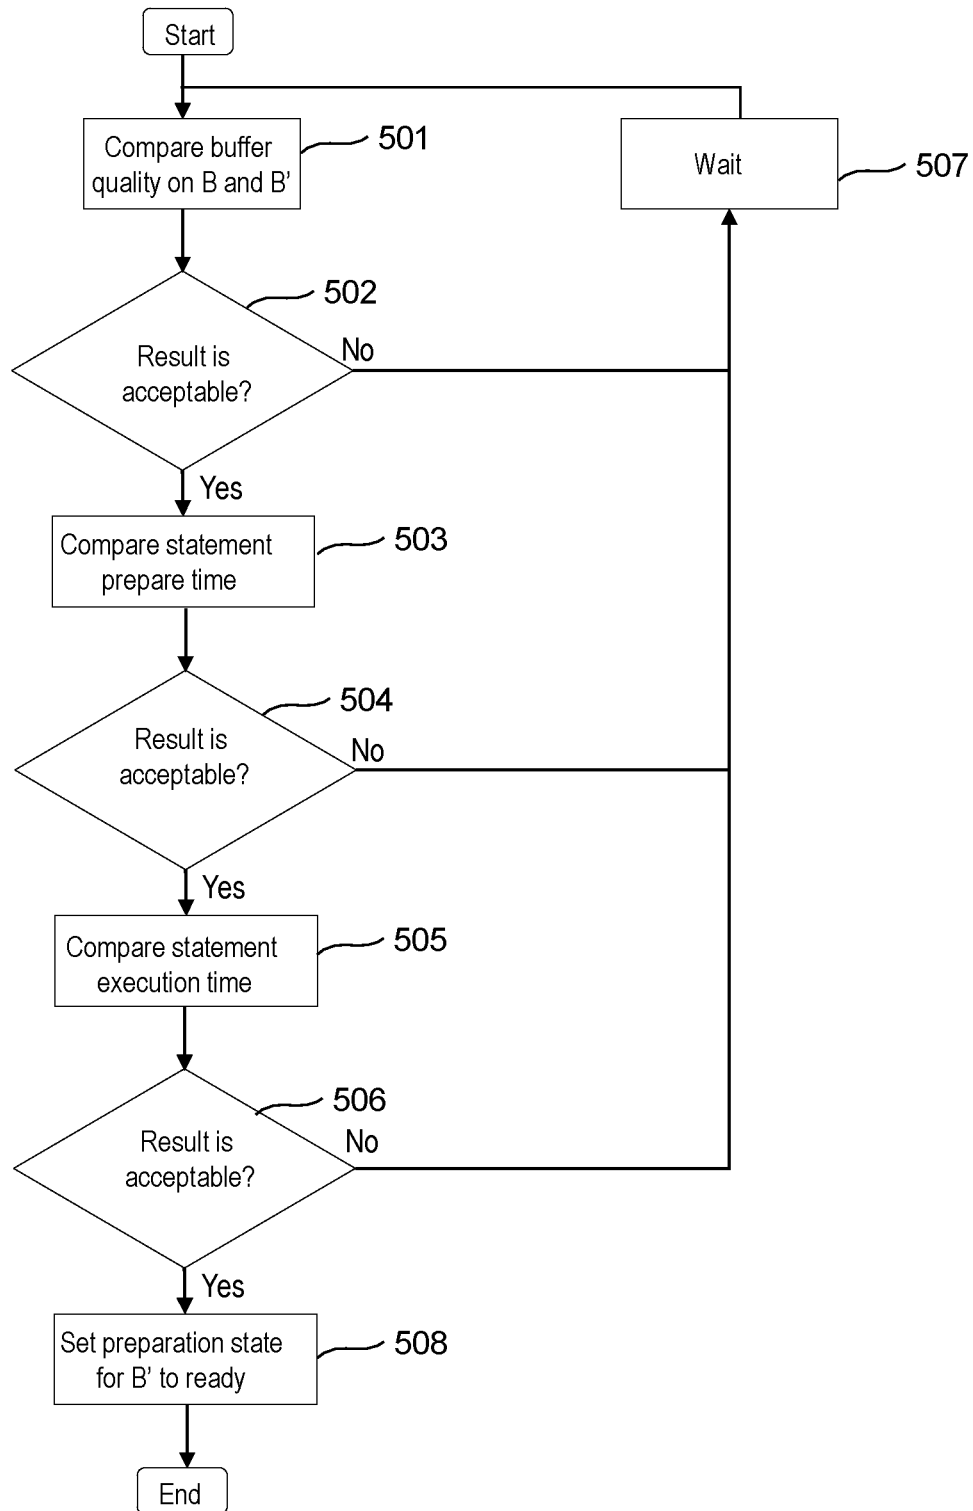 Start
Compare buffer
quality on B and B’
501
Wait
507
502
Result is
acceptable?
No
Yes
Compare statement
prepare time
503
504
Result is
acceptable?
No
Yes
Compare statement
execution time
505
506
Result is
acceptable?
No
Yes
Set preparation state
for B’ to ready
508
End